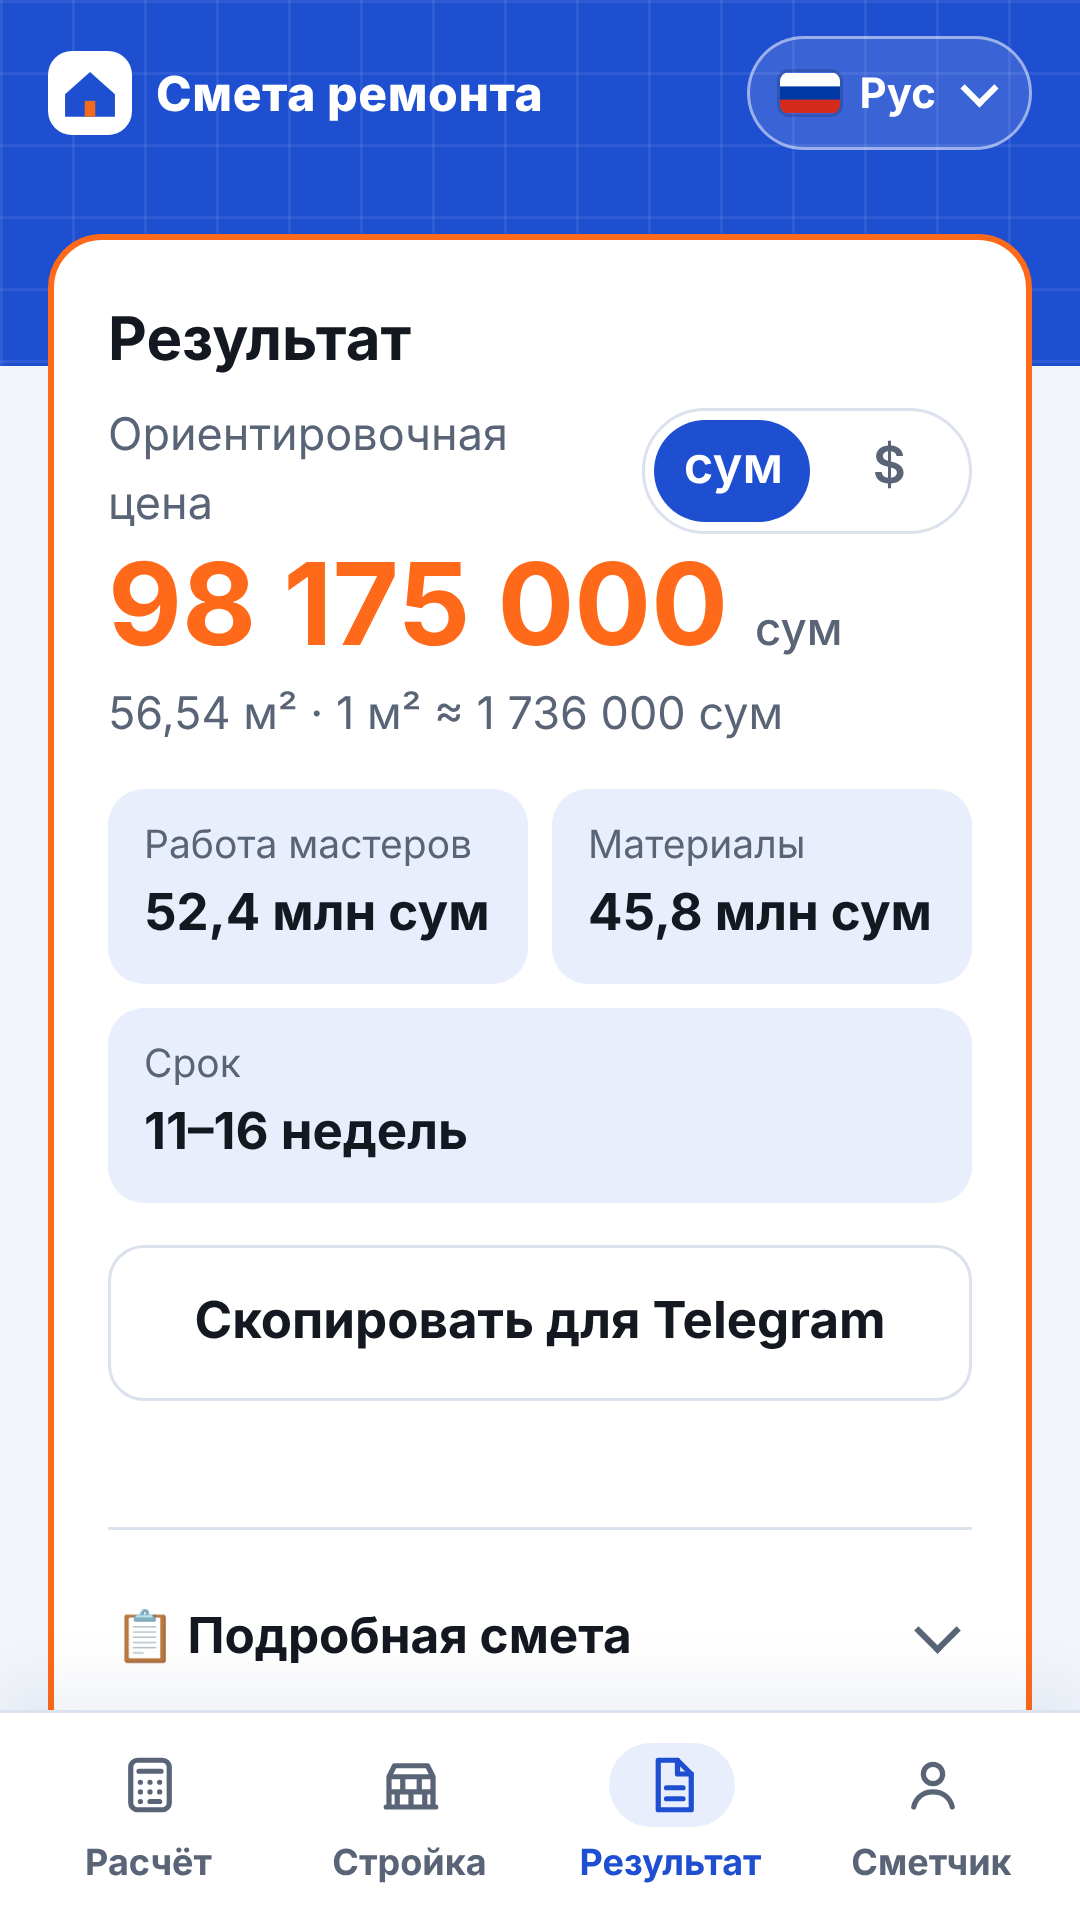 Смета ремонта
Рус
Результат
Ориентировочная
цена
сум
$
98 175 000 сум
56,54 м² · 1 м² ≈ 1 736 000 сум
Работа мастеров
52,4 млн сум
Материалы
45,8 млн сум
Срок
11–16 недель
Скопировать для Telegram
📋 Подробная смета
Расчёт
Стройка
Результат
Сметчик